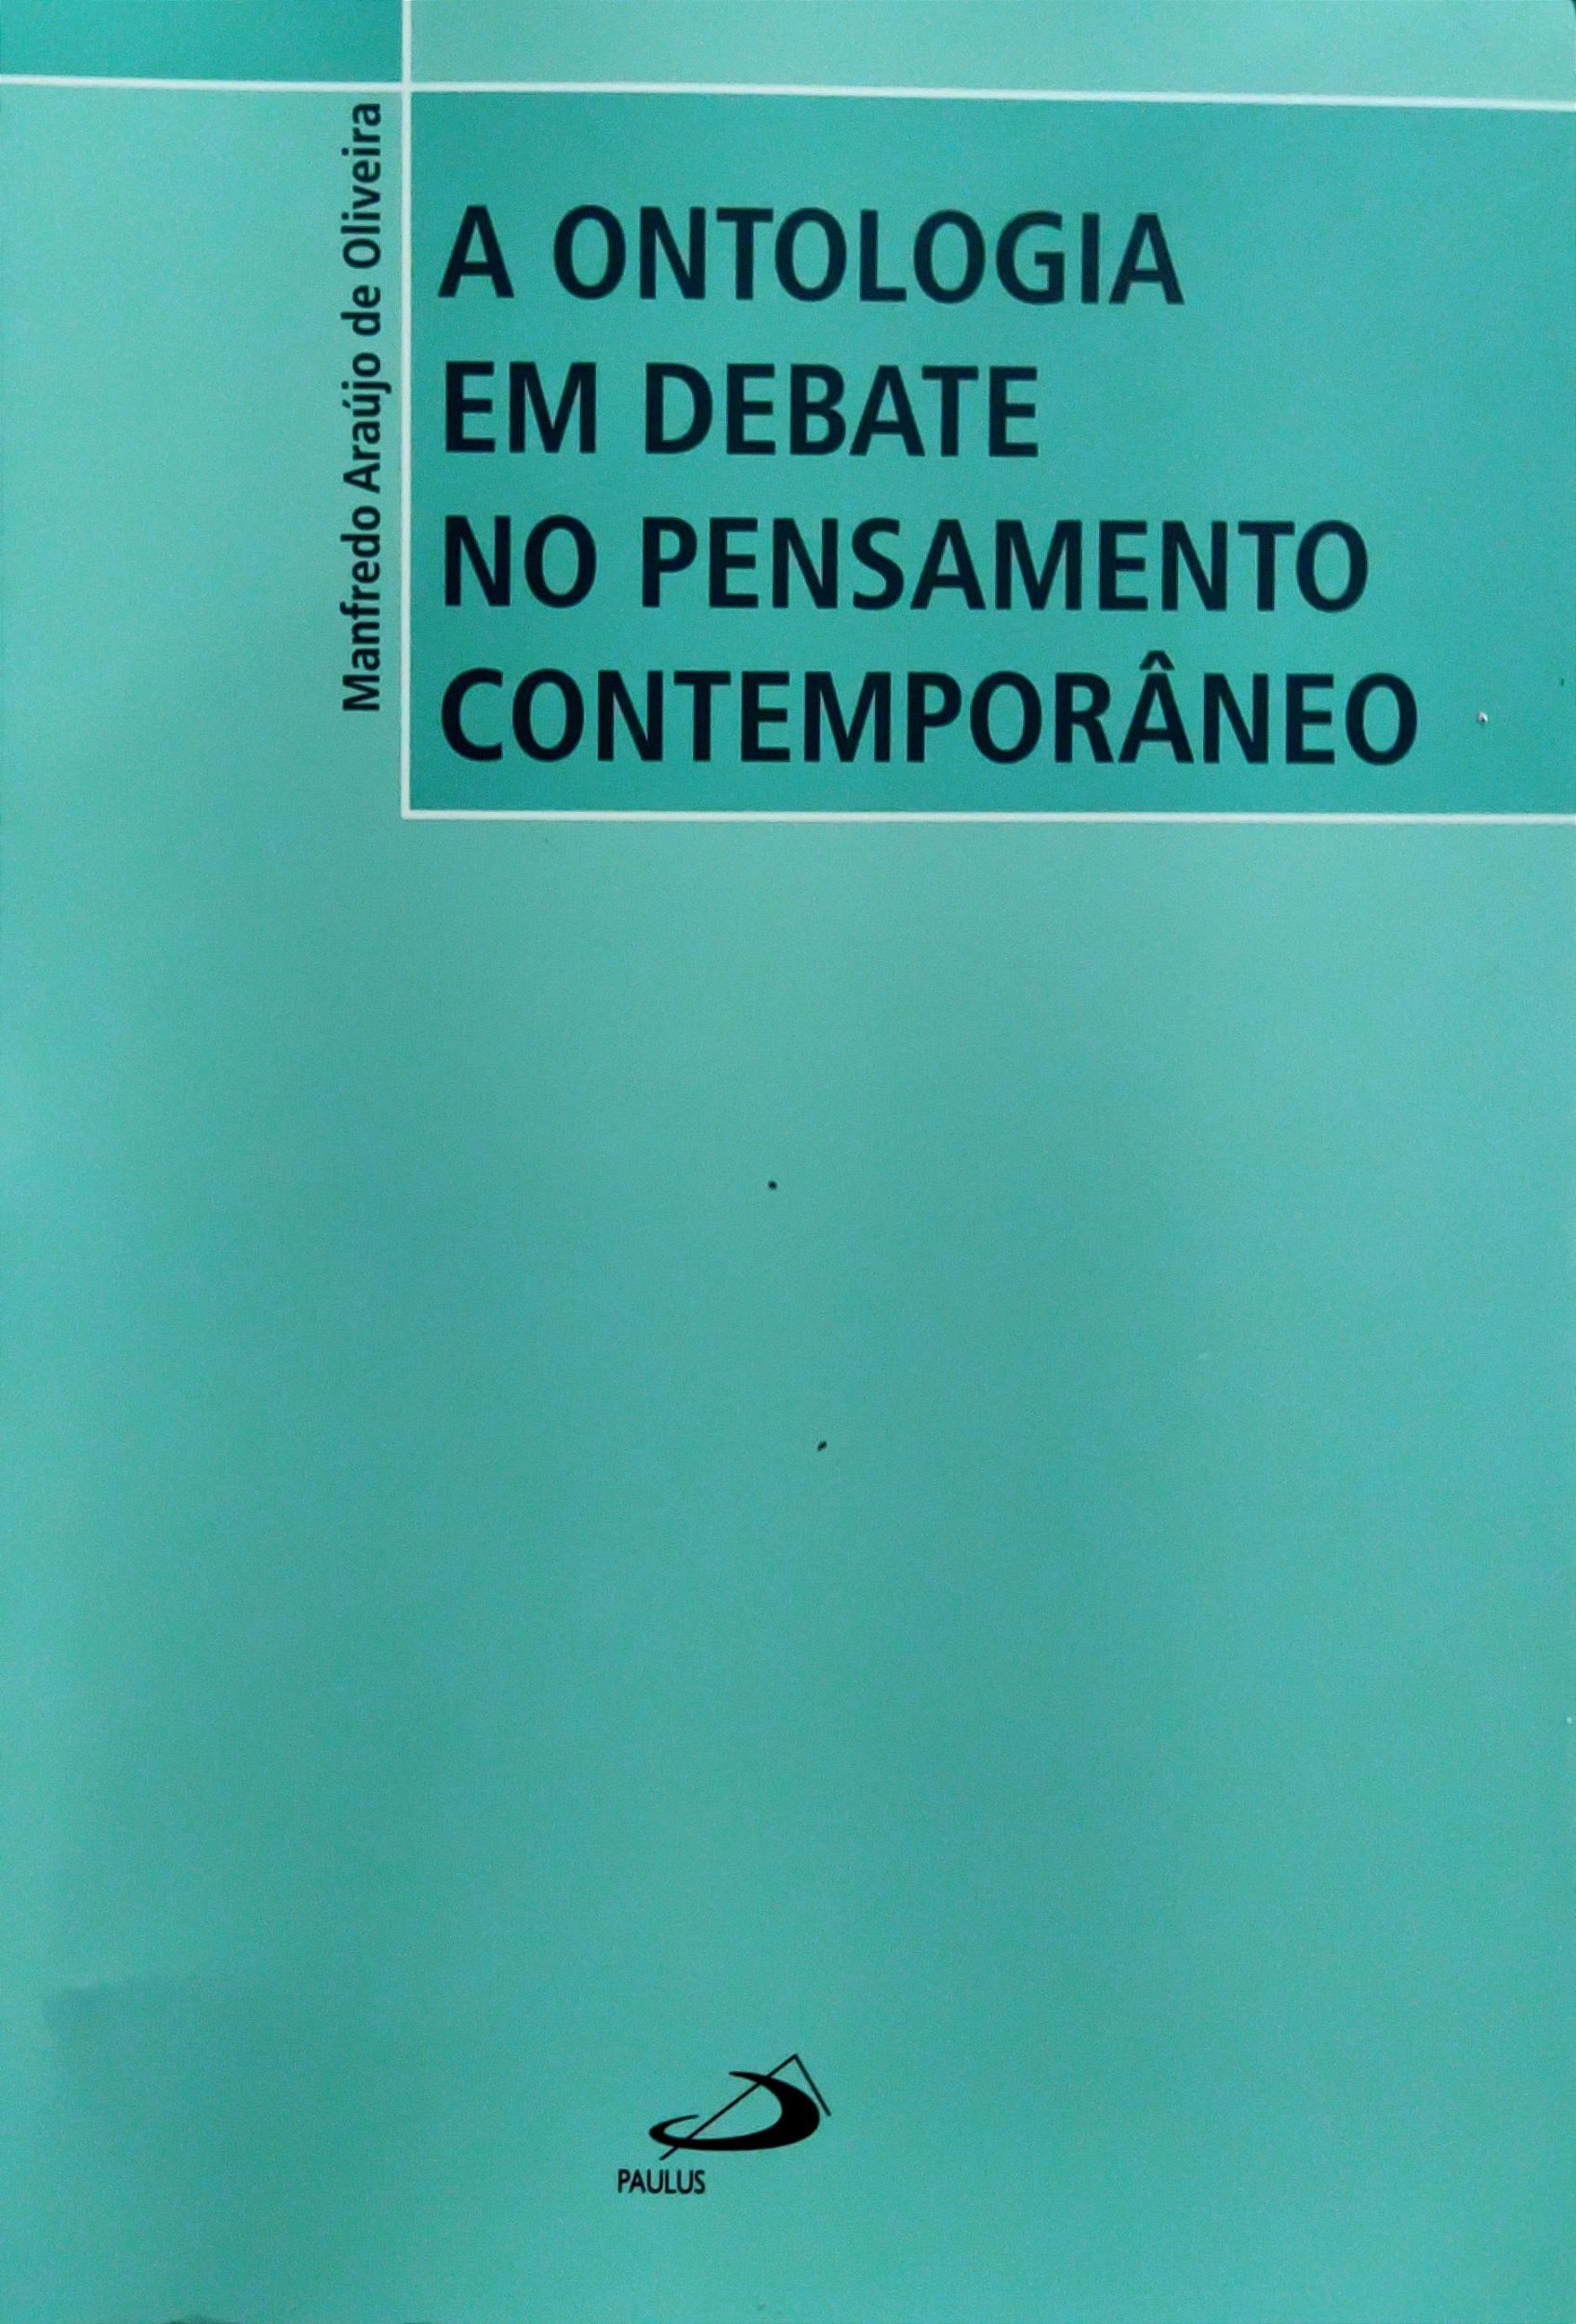 Manfredo Araújo de Oliveira
A ONTOLOGIA
EM DEBATE
NO PENSAMENTO
CONTEMPORÂNEO
PAULUS